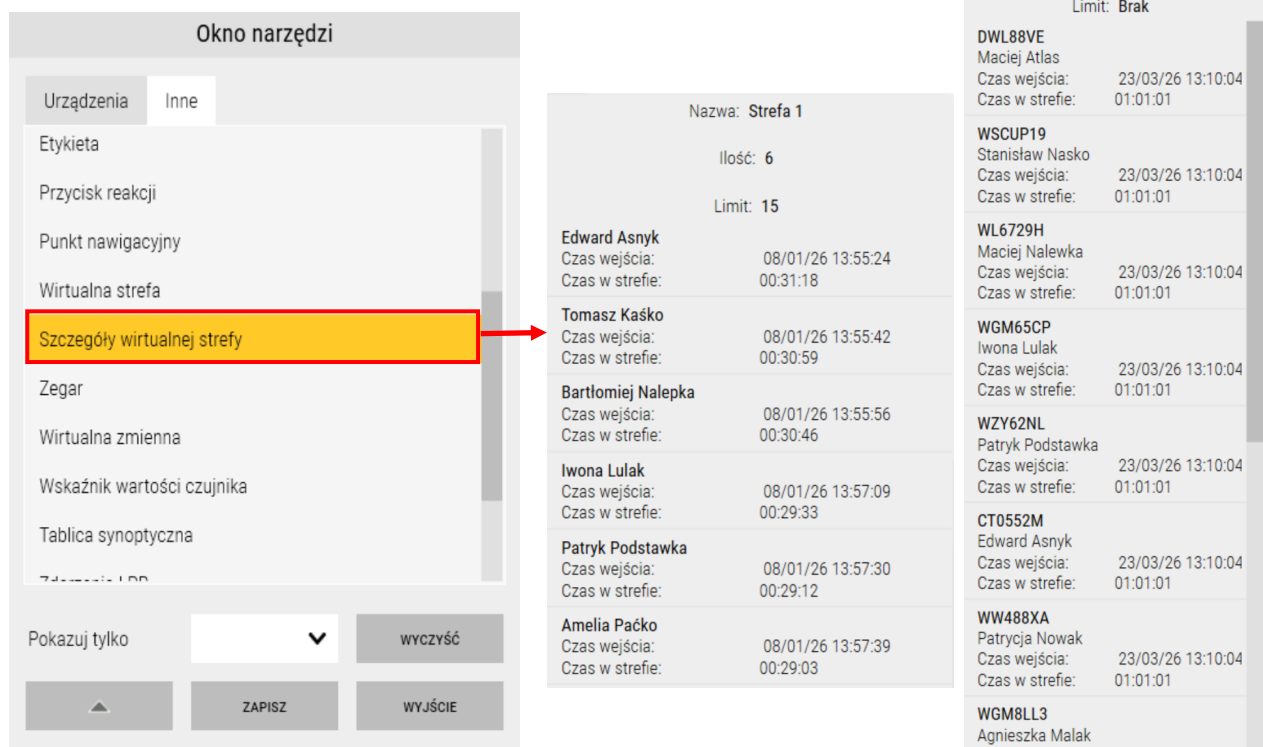 Okno narzędzi
Urządzenia Inne
Etykieta
Przycisk reakcji
Punkt nawigacyjny
Wirtualna strefa
Szczegóły wirtualnej strefy
Zegar
Wirtualna zmienna
Wskaźnik wartości czujnika
Tablica synoptyczna
Pokazuj tylko
WYCZYŚĆ
ZAPISZ
WYJŚCIE
Nazwa: Strefa 1
Ilość: 6
Limit: 15
Edward Asnyk
Czas wejścia: 08/01/26 13:55:24
Czas w strefie: 00:31:18
Tomasz Kaśko
Czas wejścia: 08/01/26 13:55:42
Czas w strefie: 00:30:59
Bartłomiej Nalepka
Czas wejścia: 08/01/26 13:55:56
Czas w strefie: 00:30:46
Iwona Lulak
Czas wejścia: 08/01/26 13:57:09
Czas w strefie: 00:29:33
Patryk Podstawka
Czas wejścia: 08/01/26 13:57:30
Czas w strefie: 00:29:12
Amelia Paćko
Czas wejścia: 08/01/26 13:57:39
Czas w strefie: 00:29:03
Limit: Brak
DWL88VE
Maciej Atlas
Czas wejścia: 23/03/26 13:10:04
Czas w strefie: 01:01:01
WSCUP19
Stanisław Nasko
Czas wejścia: 23/03/26 13:10:04
Czas w strefie: 01:01:01
WL6729H
Maciej Nalewka
Czas wejścia: 23/03/26 13:10:04
Czas w strefie: 01:01:01
WGM65CP
Iwona Lulak
Czas wejścia: 23/03/26 13:10:04
Czas w strefie: 01:01:01
WZY62NL
Patryk Podstawka
Czas wejścia: 23/03/26 13:10:04
Czas w strefie: 01:01:01
CT0552M
Edward Asnyk
Czas wejścia: 23/03/26 13:10:04
Czas w strefie: 01:01:01
WW488XA
Patrycja Nowak
Czas wejścia: 23/03/26 13:10:04
Czas w strefie: 01:01:01
WGM8LL3
Agnieszka Malak